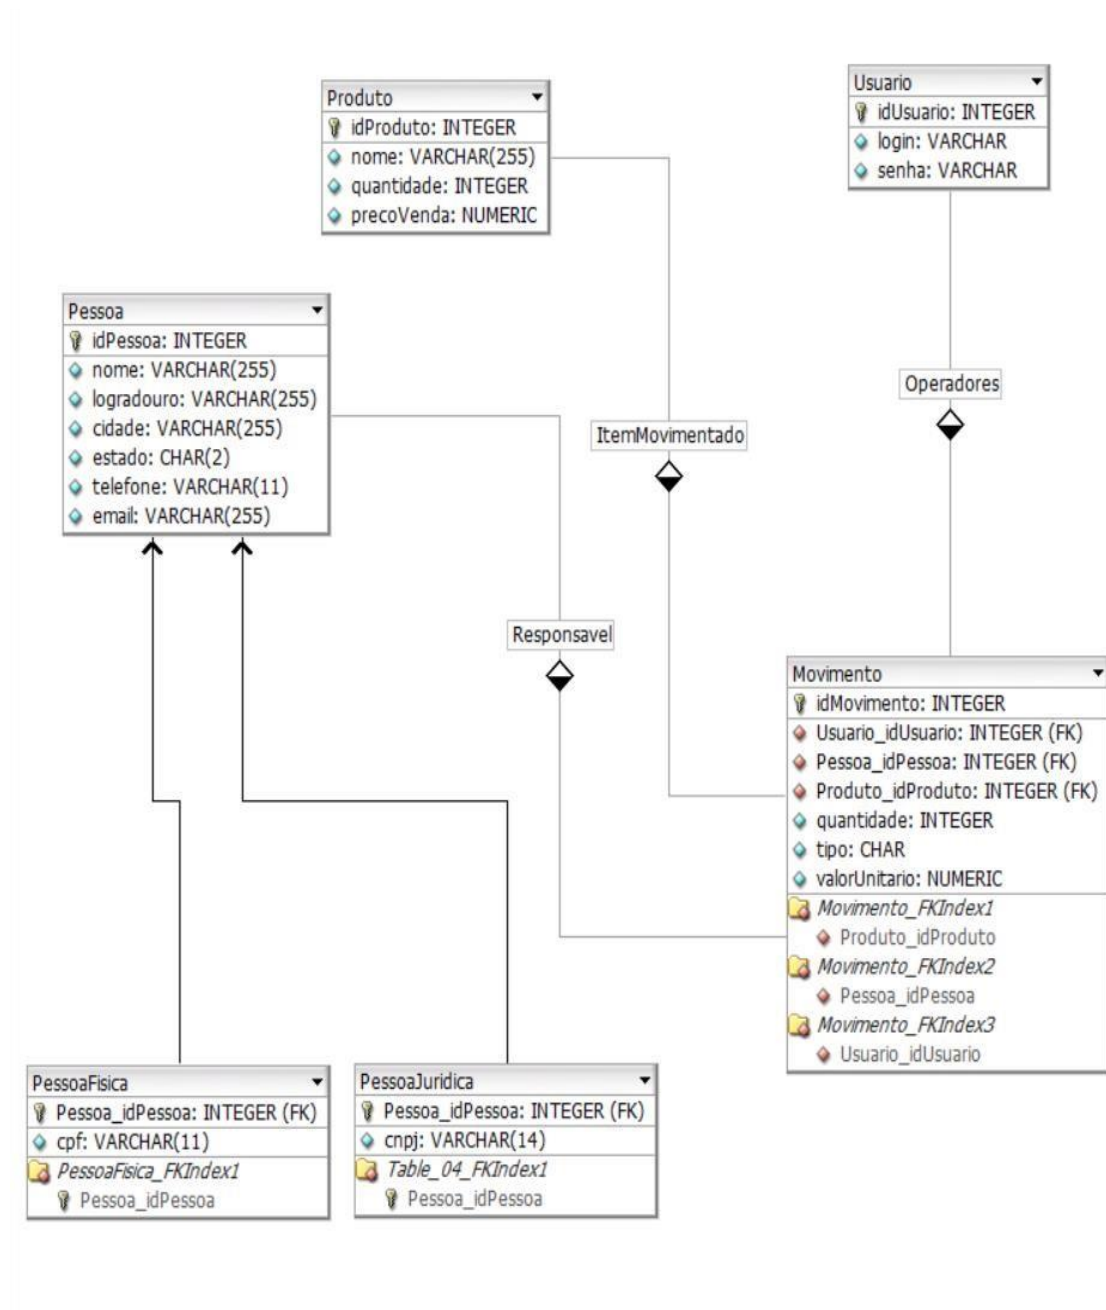 Produto
idProduto: INTEGER
nome: VARCHAR(255)
quantidade: INTEGER
precoVenda: NUMERIC
Usuario
idUsuario: INTEGER
login: VARCHAR
senha: VARCHAR
Pessoa
idPessoa: INTEGER
nome: VARCHAR(255)
logradouro: VARCHAR(255)
cidade: VARCHAR(255)
estado: CHAR(2)
telefone: VARCHAR(11)
email: VARCHAR(255)
Operadores
ItemMovimentado
Responsavel
Movimento
idMovimento: INTEGER
Usuario_idUsuario: INTEGER (FK)
Pessoa_idPessoa: INTEGER (FK)
Produto_idProduto: INTEGER (FK)
quantidade: INTEGER
tipo: CHAR
valorUnitario: NUMERIC
Movimento_FKIndex1
Produto_idProduto
Movimento_FKIndex2
Pessoa_idPessoa
Movimento_FKIndex3
Usuario_idUsuario
PessoaFisica
Pessoa_idPessoa: INTEGER (FK)
cpf: VARCHAR(11)
PessoaFisica_FKIndex1
Pessoa_idPessoa
PessoaJuridica
Pessoa_idPessoa: INTEGER (FK)
cnpj: VARCHAR(14)
Table_04_FKIndex1
Pessoa_idPessoa